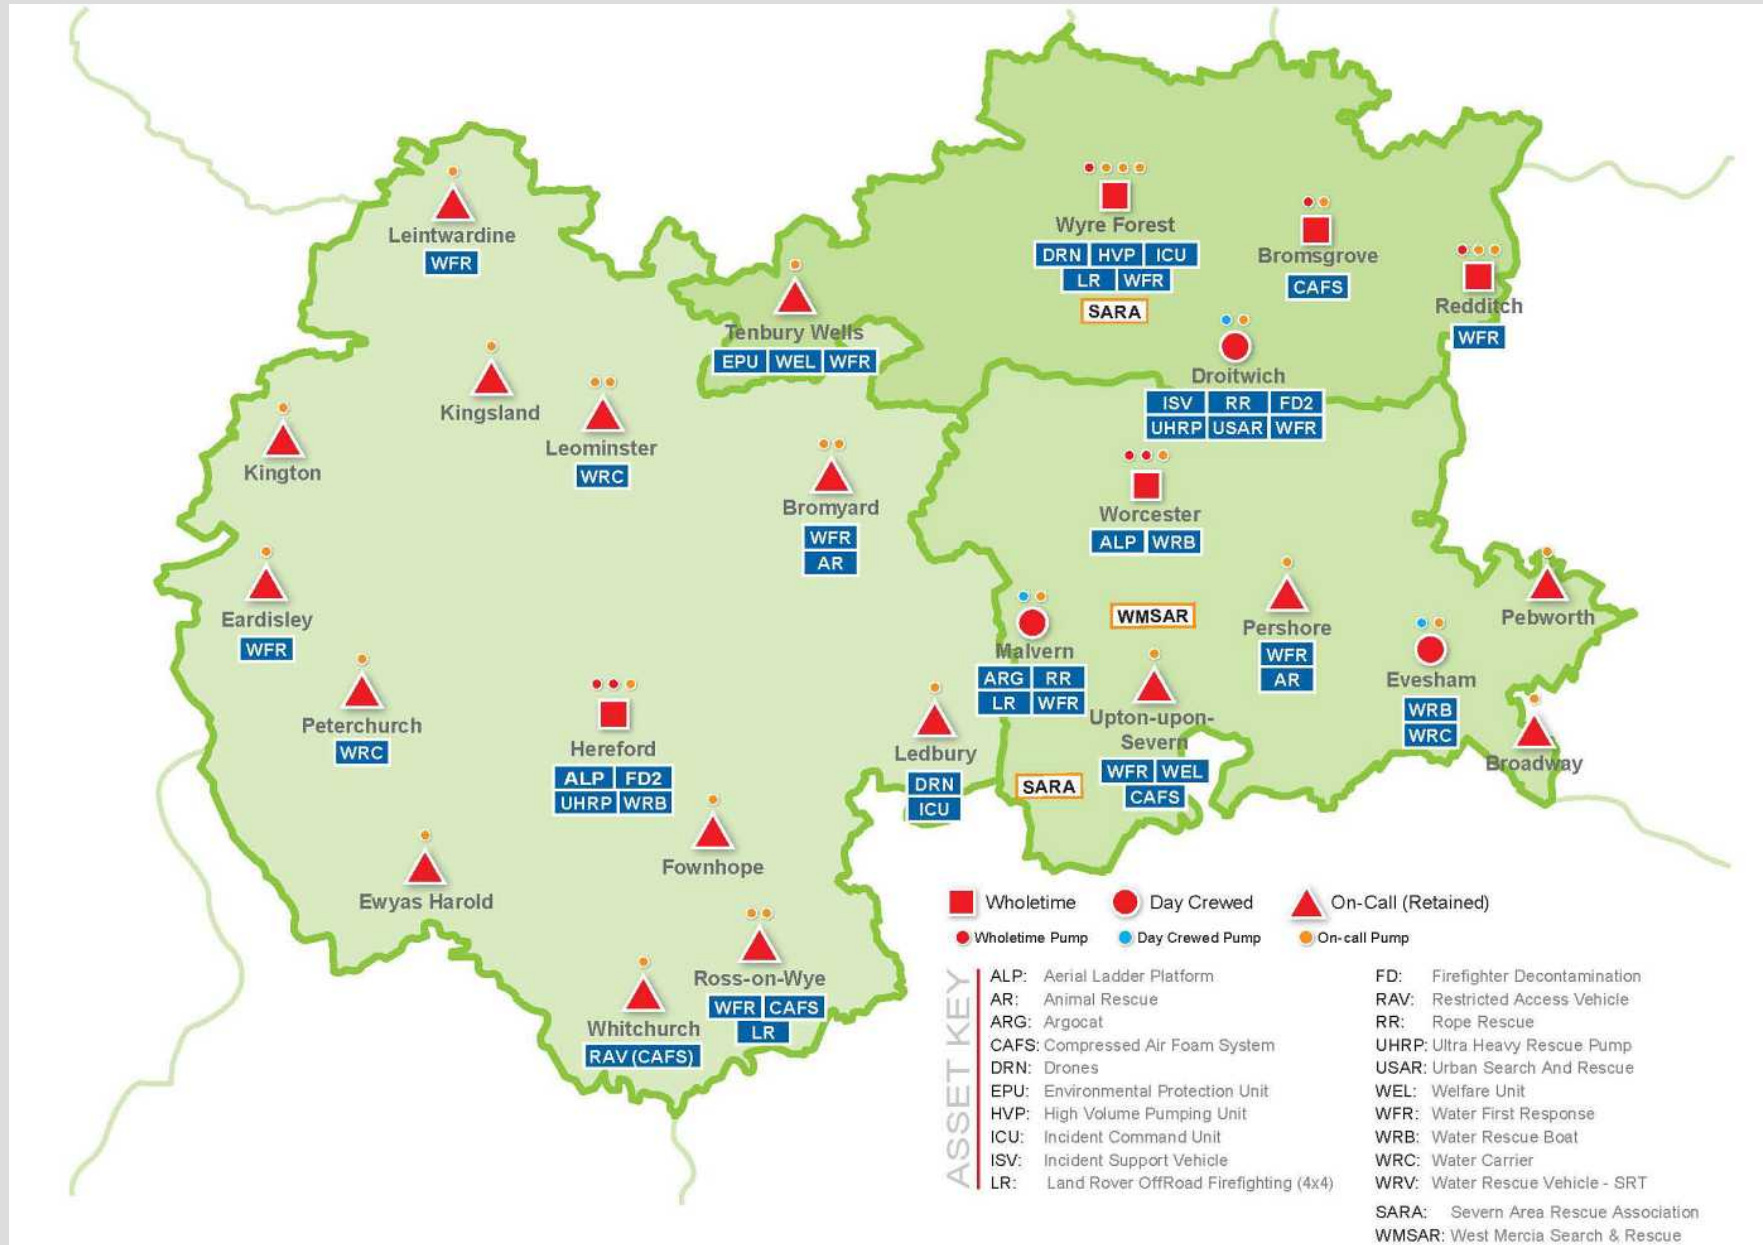 Leintwardine
WFR
Wyre Forest
DRN HVP ICU
LR WFR
SARA
Bromsgrove
CAFS
Redditch
WFR
Tenbury Wells
EPU WEL WFR
Droitwich
ISV RR FD2
UHRP USAR WFR
Kingsland
Leominster
WRC
Kington
Bromyard
WFR
AR
Worcester
ALP WRB
Eardisley
WFR
WMSAR
Pershore
WFR
AR
Pebworth
Malvern
ARG RR
LR WFR
Evesham
WRB
WRC
Peterchurch
WRC
Hereford
ALP FD2
UHRP WRB
Ledbury
DRN
ICU
Upton-upon-
Severn
WFR WEL
CAFS
SARA
Broadway
Fownhope
Ewyas Harold
Ross-on-Wye
WFR CAFS
LR
Whitchurch
RAV (CAFS)
Wholetime Day Crewed On-Call (Retained)
Wholetime Pump Day Crewed Pump On-call Pump
ASSET KEY
ALP: Aerial Ladder Platform
AR: Animal Rescue
ARG: Argocat
CAFS: Compressed Air Foam System
DRN: Drones
EPU: Environmental Protection Unit
HVP: High Volume Pumping Unit
ICU: Incident Command Unit
ISV: Incident Support Vehicle
LR: Land Rover OffRoad Firefighting (4x4)
FD: Firefighter Decontamination
RAV: Restricted Access Vehicle
RR: Rope Rescue
UHRP: Ultra Heavy Rescue Pump
USAR: Urban Search And Rescue
WEL: Welfare Unit
WFR: Water First Response
WRB: Water Rescue Boat
WRC: Water Carrier
WRV: Water Rescue Vehicle - SRT
SARA: Severn Area Rescue Association
WMSAR: West Mercia Search & Rescue